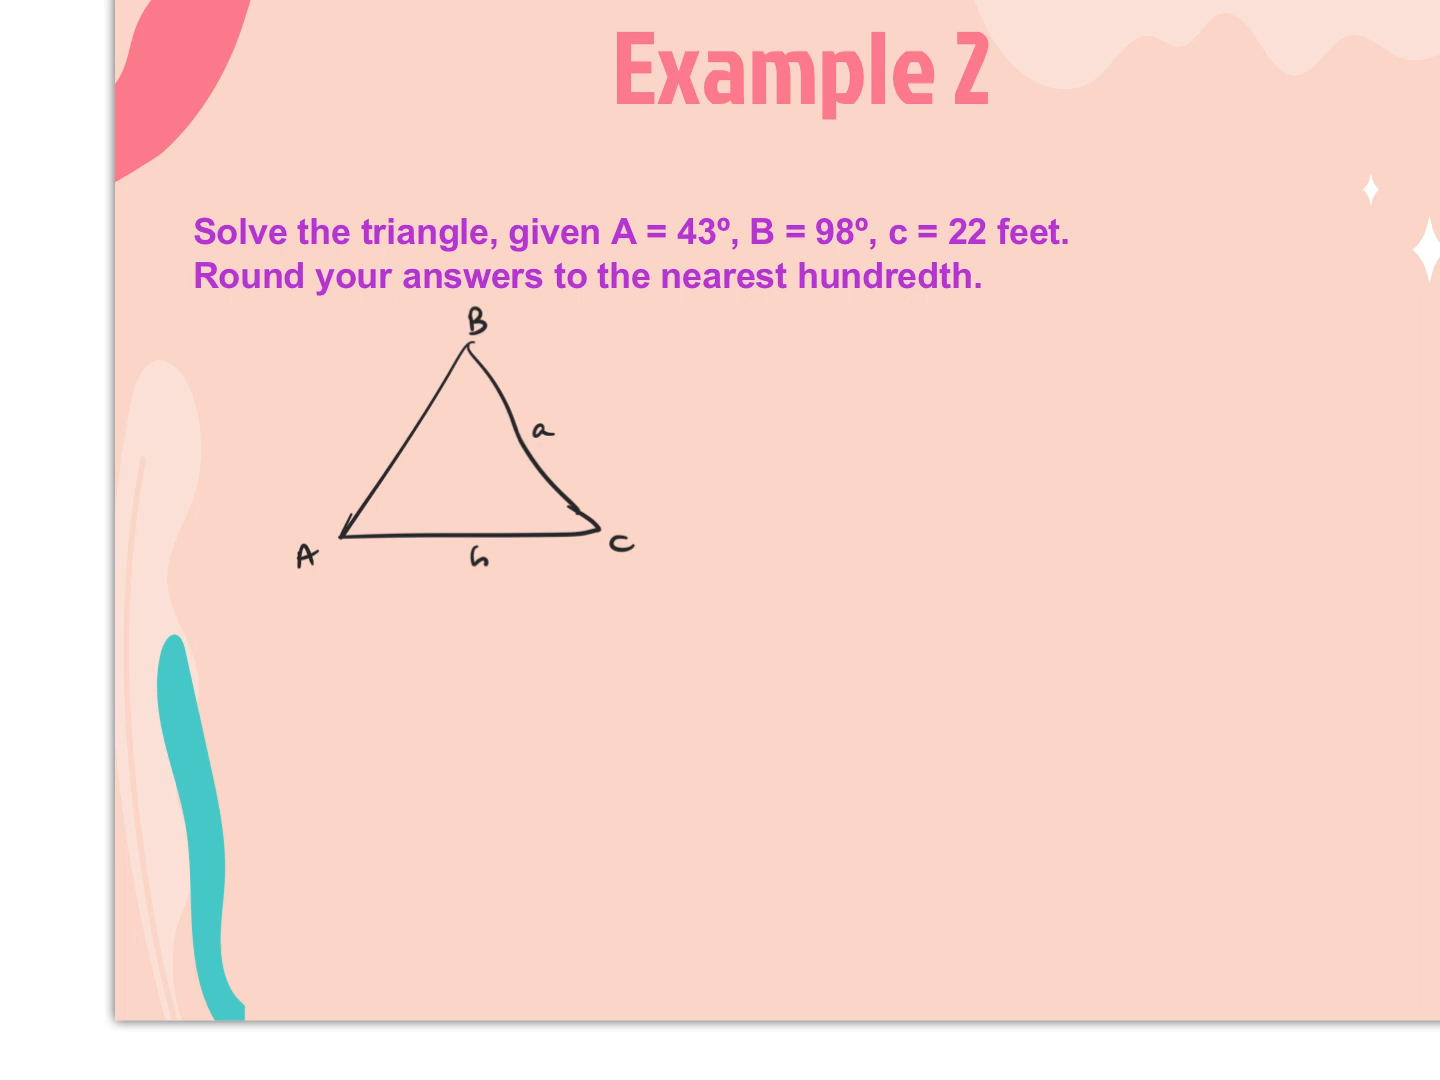 Example 2
Solve the triangle, given A = 43º, B = 98º, c = 22 feet.
Round your answers to the nearest hundredth.
B
a
A
b
C